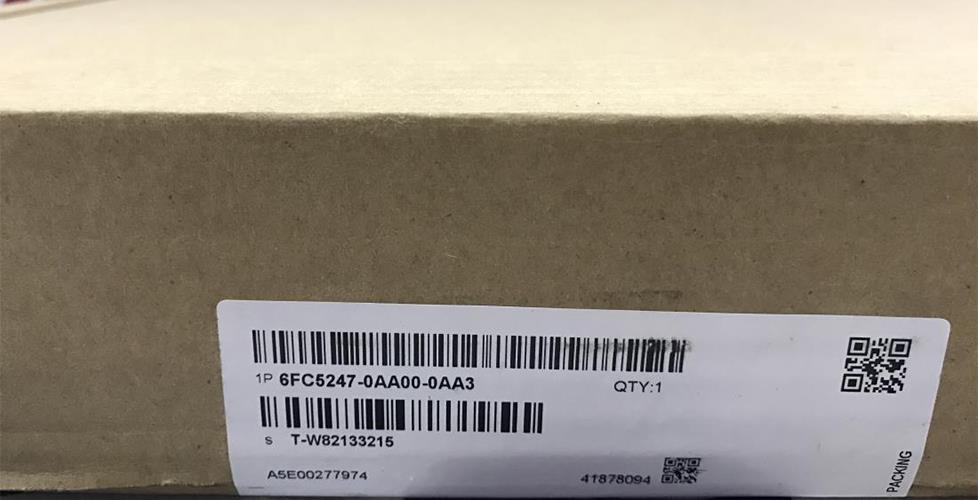 1P 6FC5247-0AA00-0AA3 QTY:1
S T-W82133215
A5E00277974 41878094
PACKING